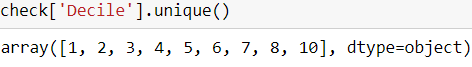 check['Decile'].unique()
array([1, 2, 3, 4, 5, 6, 7, 8, 10], dtype=object)